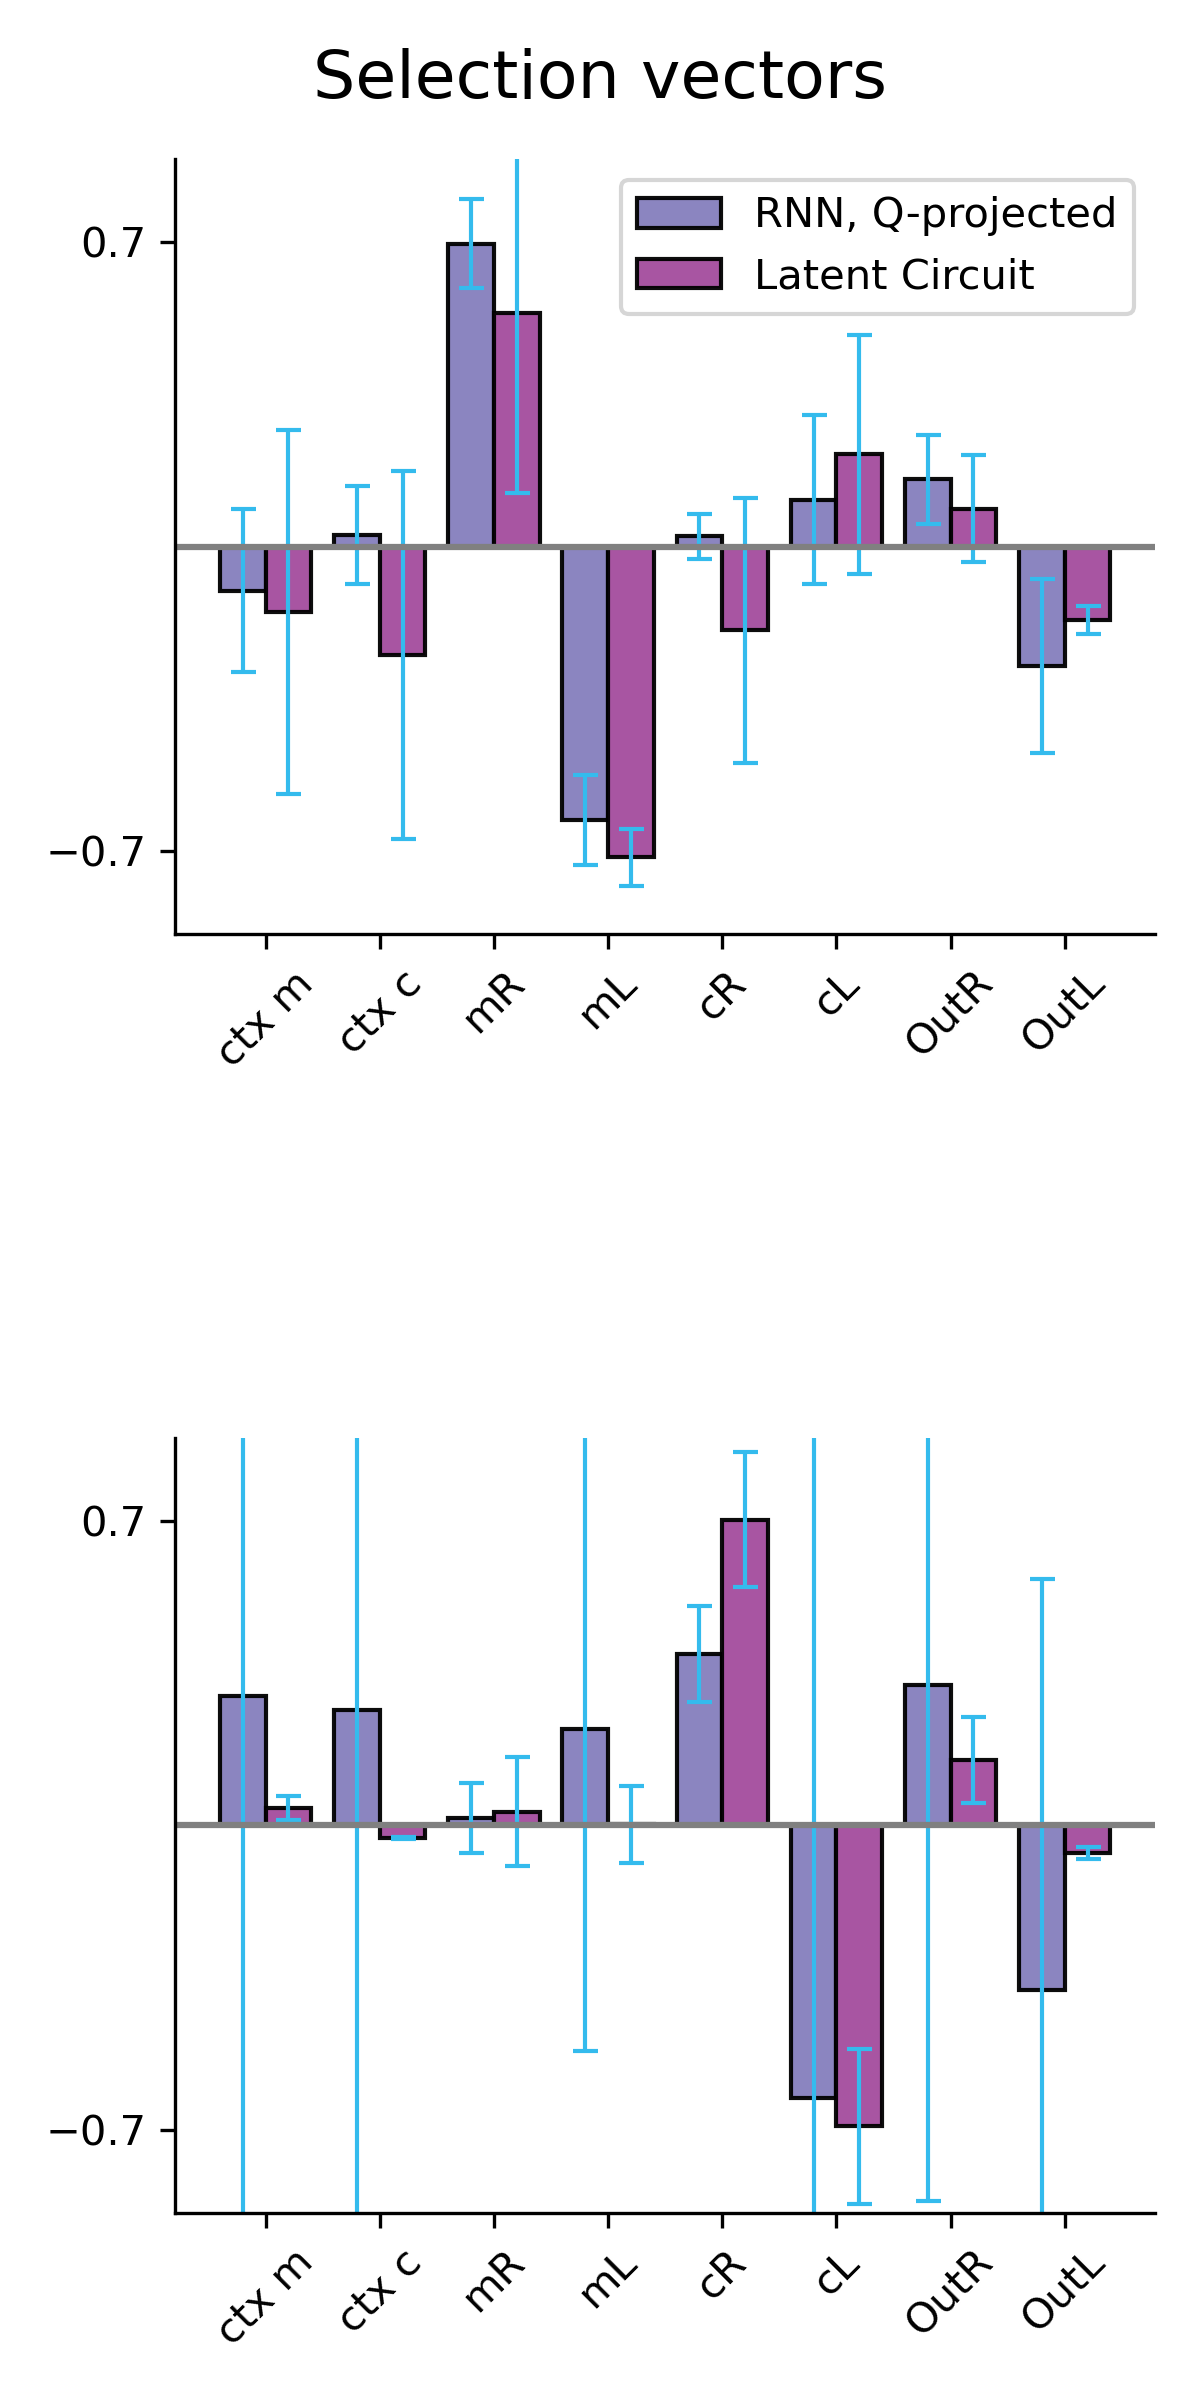 Selection vectors
RNN, Q-projected
Latent Circuit
0.7
−0.7
ctx m
ctx c
mR
mL
cR
cL
OutR
OutL
0.7
−0.7
ctx m
ctx c
mR
mL
cR
cL
OutR
OutL